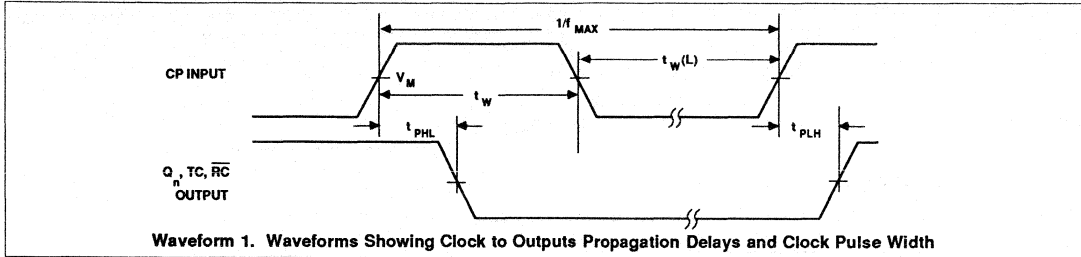 1/f MAX
CP INPUT
V M
t W (L)
t W
t PHL
t PLH
Q n , TC, R̅C̅
OUTPUT
Waveform 1. Waveforms Showing Clock to Outputs Propagation Delays and Clock Pulse Width